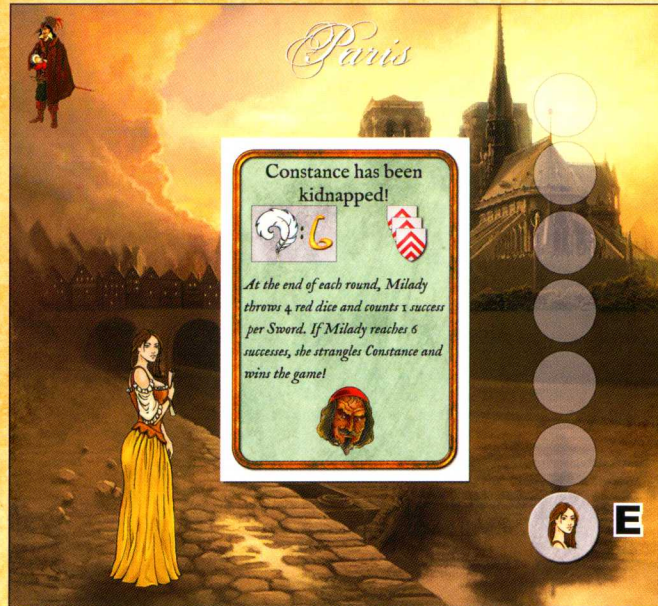 Paris
Constance has been
kidnapped!
: 6
At the end of each round, Milady
throws 4 red dice and counts 1 success
per Sword. If Milady reaches 6
successes, she strangles Constance and
wins the game!
E